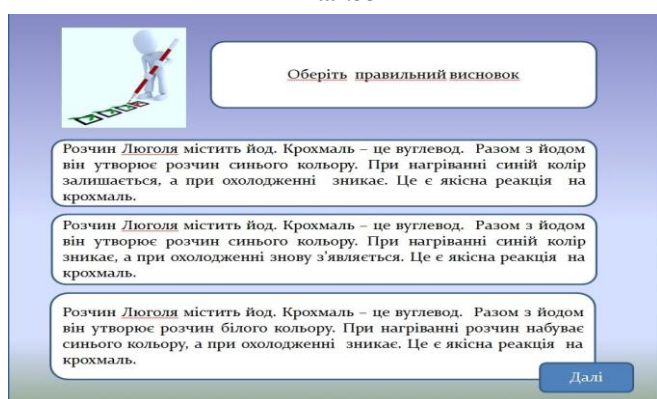 Оберіть правильний висновок
Розчин Люголя містить йод. Крохмаль – це вуглевод. Разом з йодом
він утворює розчин синього кольору. При нагріванні синій колір
залишається, а при охолодженні зникає. Це є якісна реакція на
крохмаль.
Розчин Люголя містить йод. Крохмаль – це вуглевод. Разом з йодом
він утворює розчин синього кольору. При нагріванні синій колір
зникає, а при охолодженні знову з’являється. Це є якісна реакція на
крохмаль.
Розчин Люголя містить йод. Крохмаль – це вуглевод. Разом з йодом
він утворює розчин білого кольору. При нагріванні розчин набуває
синього кольору, а при охолодженні зникає. Це є якісна реакція на
крохмаль.
Далі